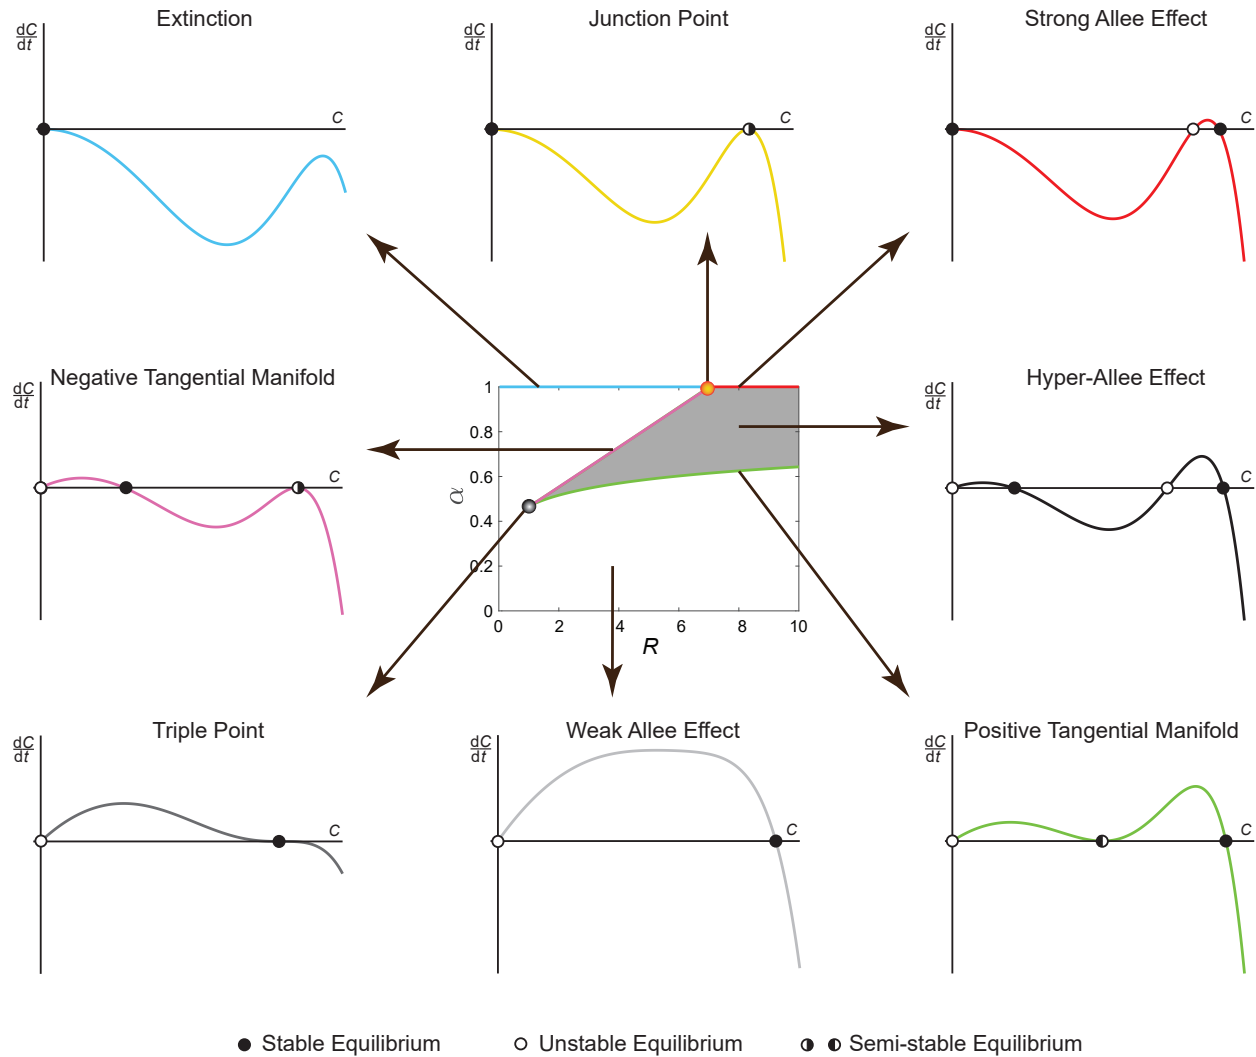 Extinction
Junction Point
Strong Allee Effect
dC
dt
C
dC
dt
C
dC
dt
C
Negative Tangential Manifold
Hyper-Allee Effect
dC
dt
C
dC
dt
C
1
0.8
0.6
0.4
0.2
0
α
0 2 4 6 8 10
R
Triple Point
Weak Allee Effect
Positive Tangential Manifold
dC
dt
C
dC
dt
C
dC
dt
C
Stable Equilibrium Unstable Equilibrium Semi-stable Equilibrium